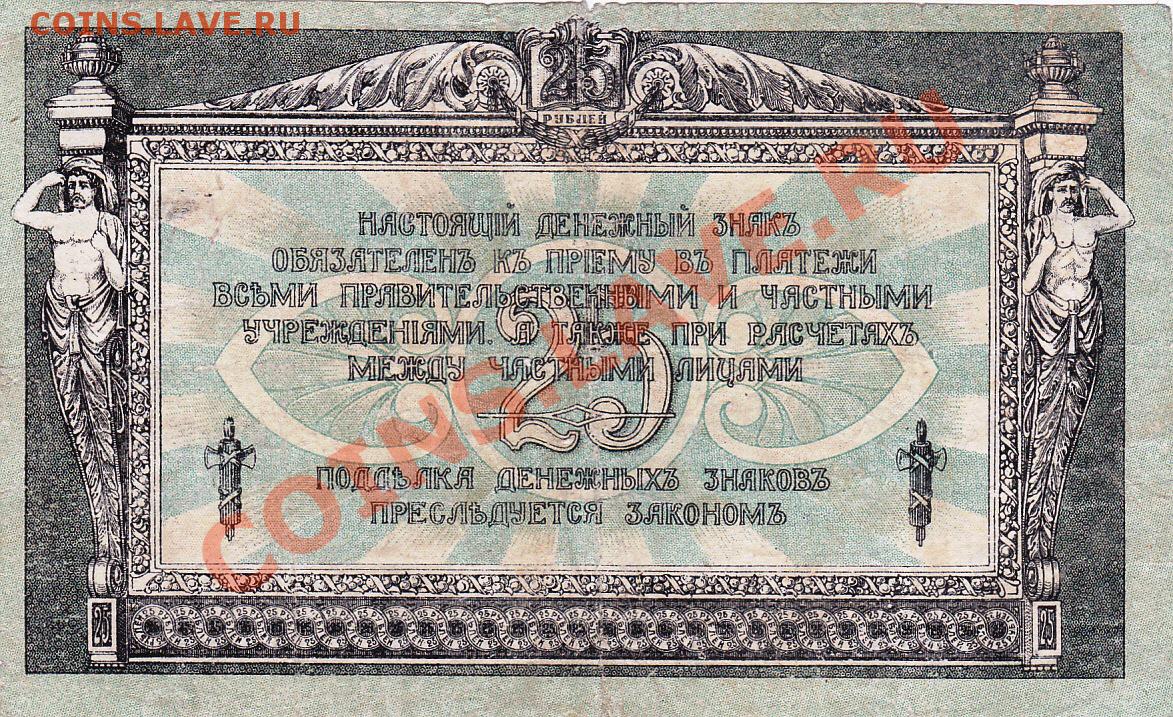 COINS.LAVE.RU
25
РУБЛЕЙ
НАСТОЯЩІЙ ДЕНЕЖНЫЙ ЗНАКЪ
ОБЯЗАТЕЛЕНЪ КЪ ПРІЕМУ ВЪ ПЛАТЕЖИ
ВСѢМИ ПРАВИТЕЛЬСТВЕННЫМИ И ЧАСТНЫМИ
УЧРЕЖДЕНІЯМИ. А ТАКЖЕ ПРИ РАСЧЕТАХЪ
МЕЖДУ ЧАСТНЫМИ ЛИЦАМИ
25
ПОДДѢЛКА ДЕНЕЖНЫХЪ ЗНАКОВЪ
ПРЕСЛѢДУЕТСЯ ЗАКОНОМЪ
COINS.LAVE.RU
25
25